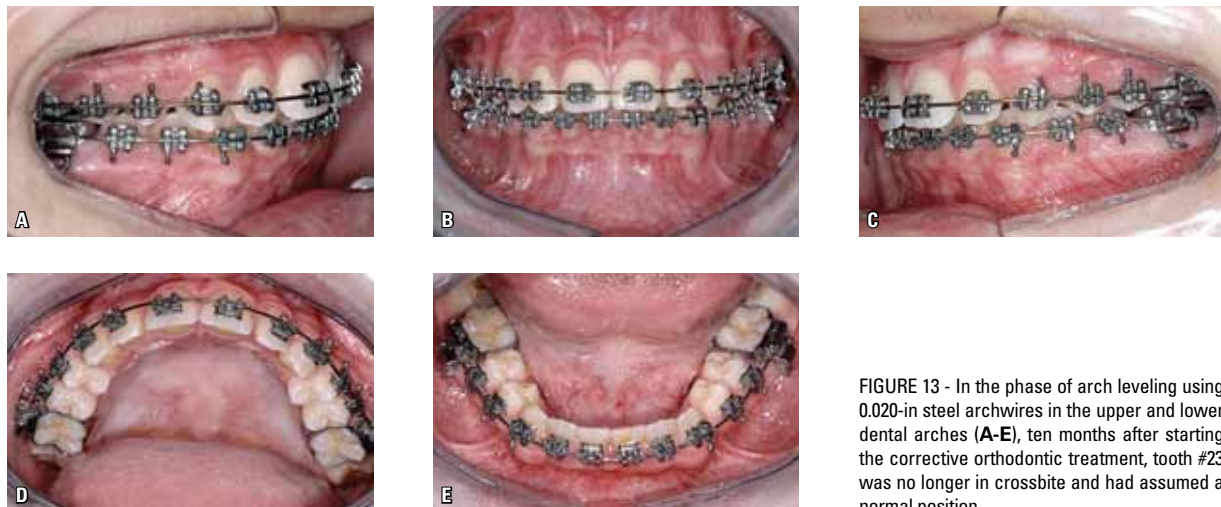 A
B
C
D
E
FIGURE 13 - In the phase of arch leveling using
0.020-in steel archwires in the upper and lower
dental arches (A-E), ten months after starting
the corrective orthodontic treatment, tooth #23
was no longer in crossbite and had assumed a
normal position.